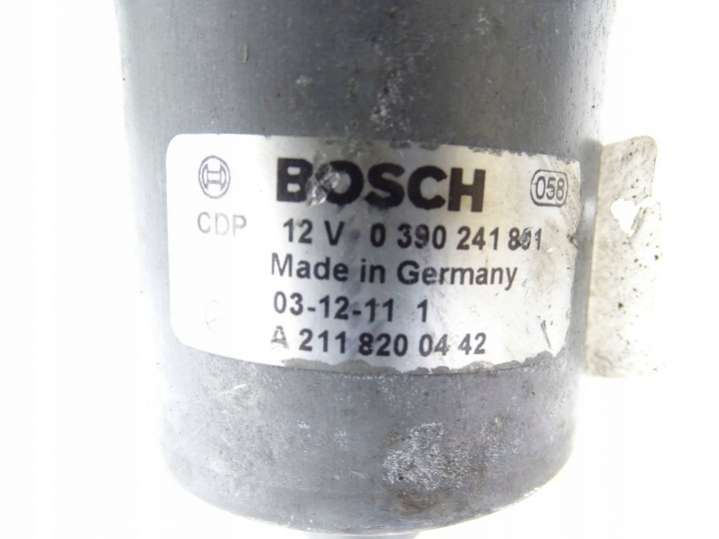 BOSCH 058
CDP 12 V 0 390 241 801
Made in Germany
03-12-11 1
A 211 820 04 42